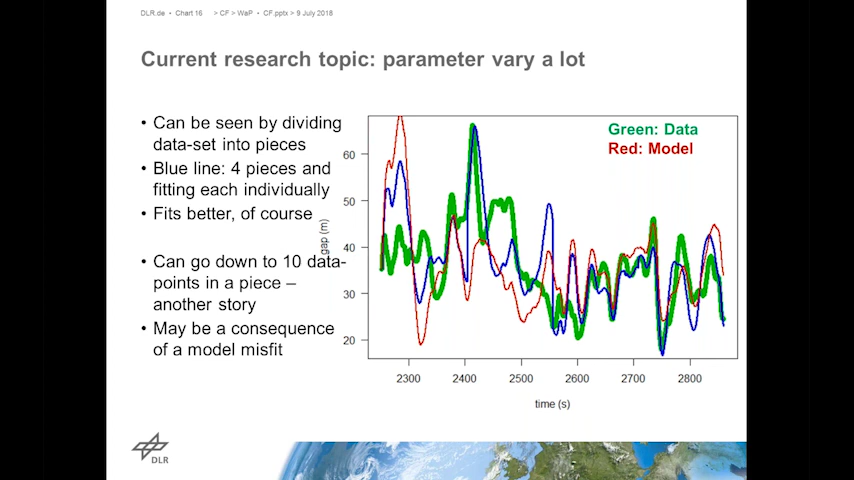 DLR.de • Chart 16 > CF > WaP • CF.pptx > 9 July 2018
Current research topic: parameter vary a lot
• Can be seen by dividing
data-set into pieces
• Blue line: 4 pieces and
fitting each individually
• Fits better, of course
• Can go down to 10 data-
points in a piece –
another story
• May be a consequence
of a model misfit
Green: Data
Red: Model
gap (m)
60
50
40
30
20
2300 2400 2500 2600 2700 2800
time (s)
DLR